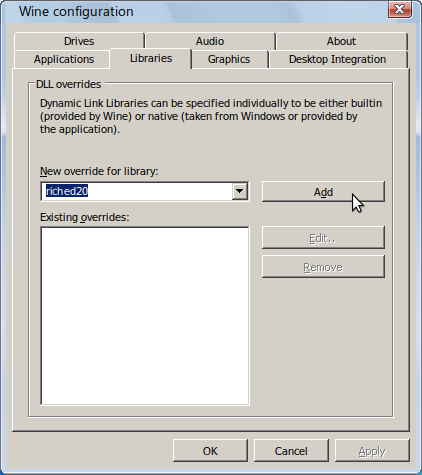 Wine configuration
Drives Audio About
Applications Libraries Graphics Desktop Integration
DLL overrides
Dynamic Link Libraries can be specified individually to be either builtin
(provided by Wine) or native (taken from Windows or provided by
the application).
New override for library:
riched20
Add
Existing overrides:
Edit..
Remove
OK Cancel Apply